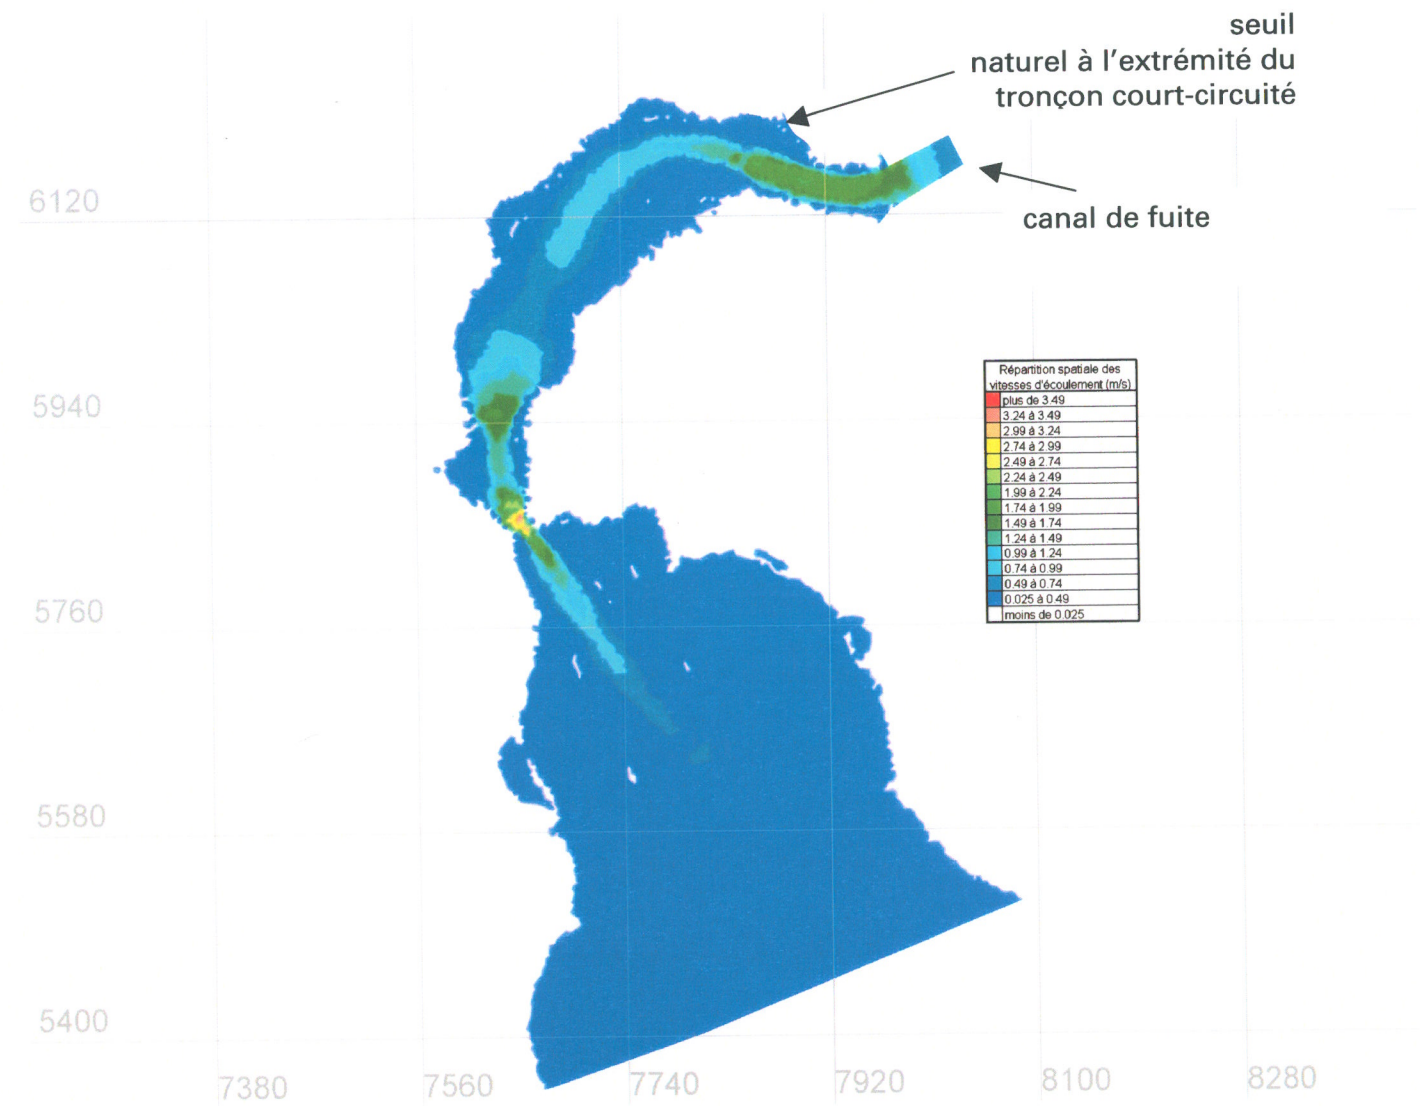 seuil
naturel à l'extrémité du
tronçon court-circuité
6120
canal de fuite
Répartition spatiale des
vitesses d'écoulement (m/s)
plus de 3.49
3.24 à 3.49
5940
2.99 à 3.24
2.74 à 2.99
2.49 à 2.74
2.24 à 2.49
1.99 à 2.24
1.74 à 1.99
1.49 à 1.74
1.24 à 1.49
0.99 à 1.24
0.74 à 0.99
0.49 à 0.74
0.025 à 0.49
moins de 0.025
5760
5580
5400
7380 7560 7740 7920 8100 8280